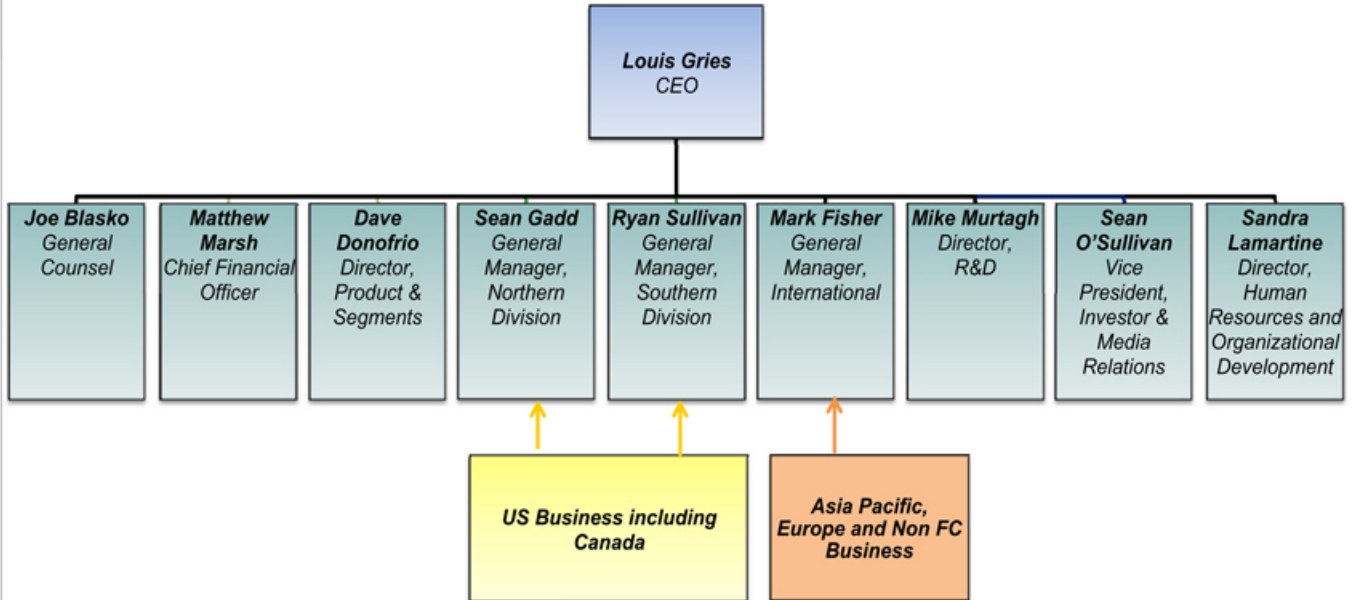 Louis Gries
CEO
Joe Blasko
General
Counsel
Matthew
Marsh
Chief Financial
Officer
Dave
Donofrio
Director,
Product &
Segments
Sean Gadd
General
Manager,
Northern
Division
Ryan Sullivan
General
Manager,
Southern
Division
Mark Fisher
General
Manager,
International
Mike Murtagh
Director,
R&D
Sean
O’Sullivan
Vice
President,
Investor &
Media
Relations
Sandra
Lamartine
Director,
Human
Resources and
Organizational
Development
US Business including
Canada
Asia Pacific,
Europe and Non FC
Business